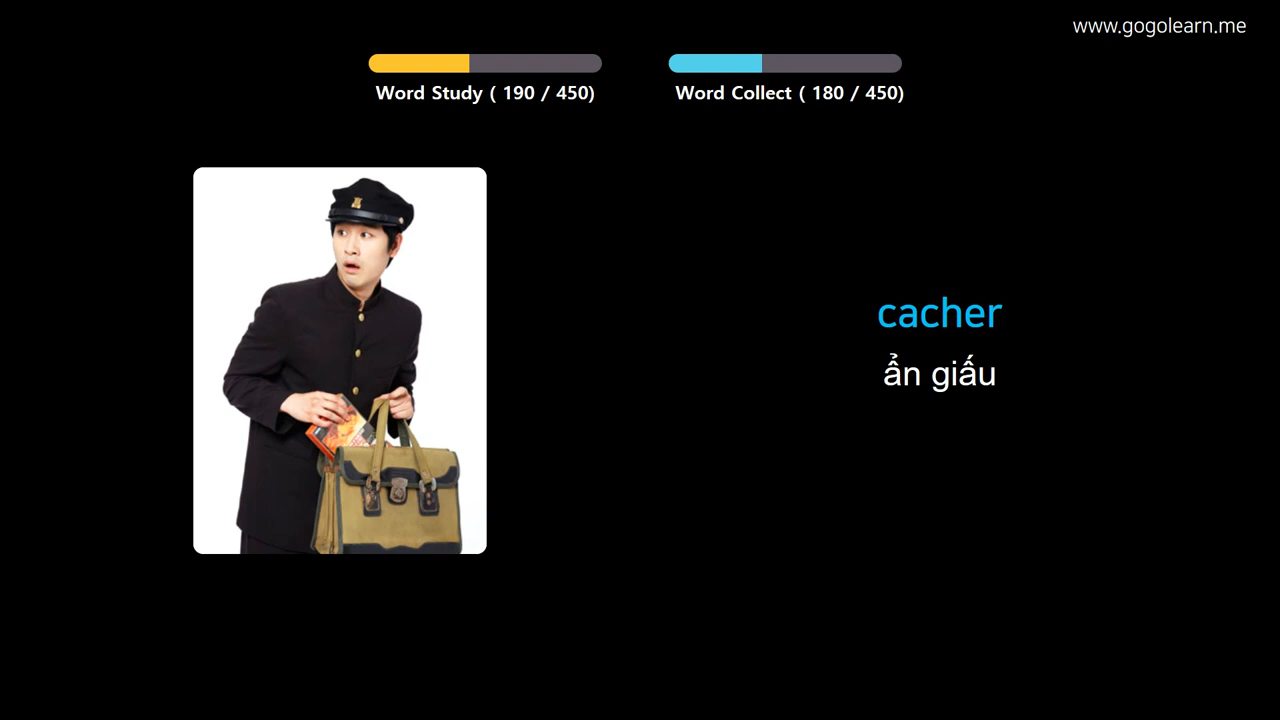 www.gogolearn.me
Word Study ( 190 / 450)
Word Collect ( 180 / 450)
cacher
ẩn giấu